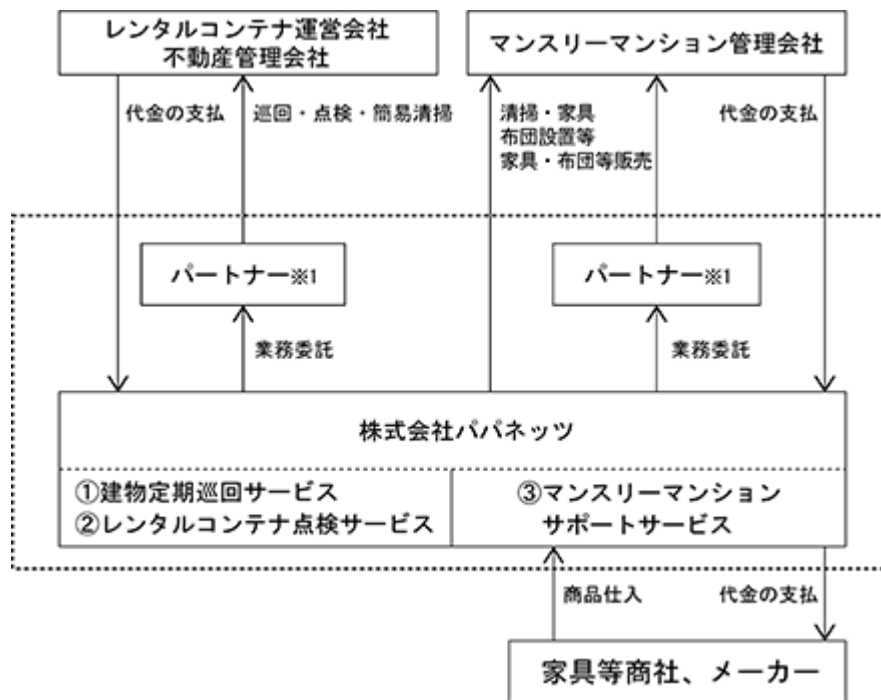 レンタルコンテナ運営会社
不動産管理会社
マンスリーマンション管理会社
代金の支払
巡回・点検・簡易清掃
清掃・家具
布団設置等
家具・布団等販売
代金の支払
パートナー※1
パートナー※1
業務委託
業務委託
株式会社パパネッツ
①建物定期巡回サービス
②レンタルコンテナ点検サービス
③マンスリーマンション
サポートサービス
商品仕入
代金の支払
家具等商社、メーカー